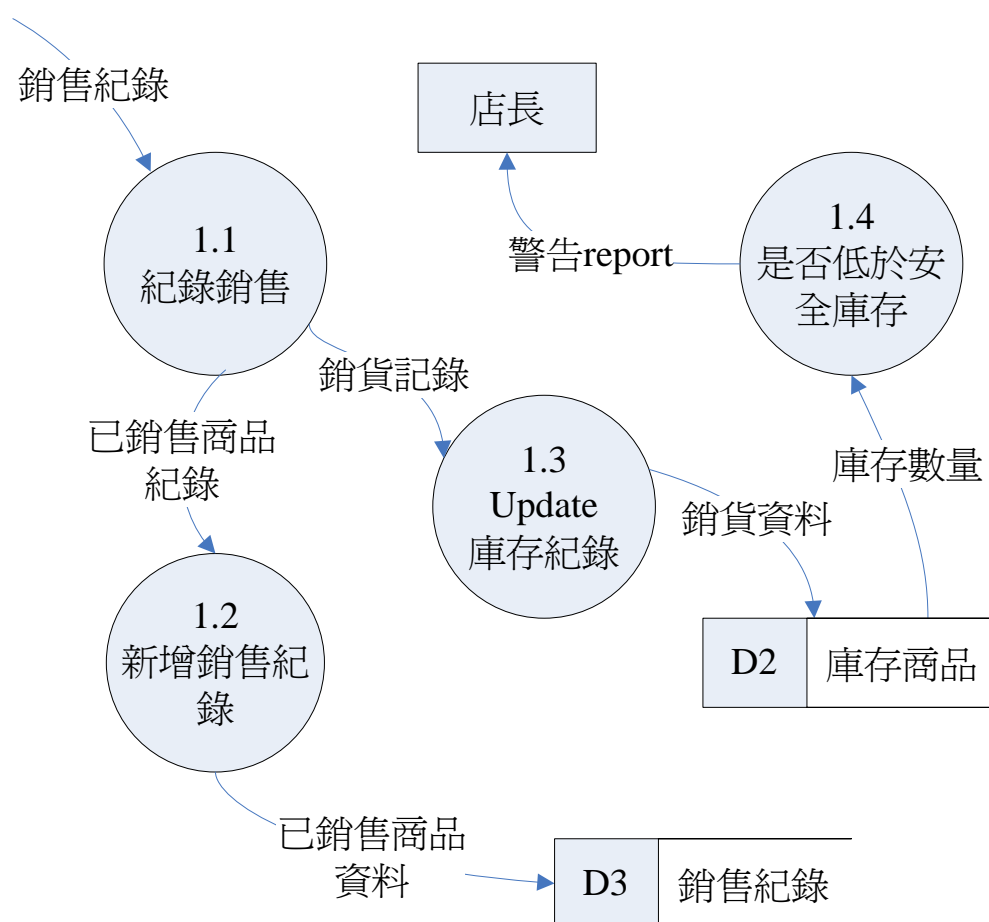 銷售紀錄
店長
1.1
紀錄銷售
警告report
1.4
是否低於安
全庫存
銷貨記錄
已銷售商品
紀錄
1.3
Update
庫存紀錄
庫存數量
銷貨資料
1.2
新增銷售紀
錄
D2
庫存商品
已銷售商品
資料
D3
銷售紀錄